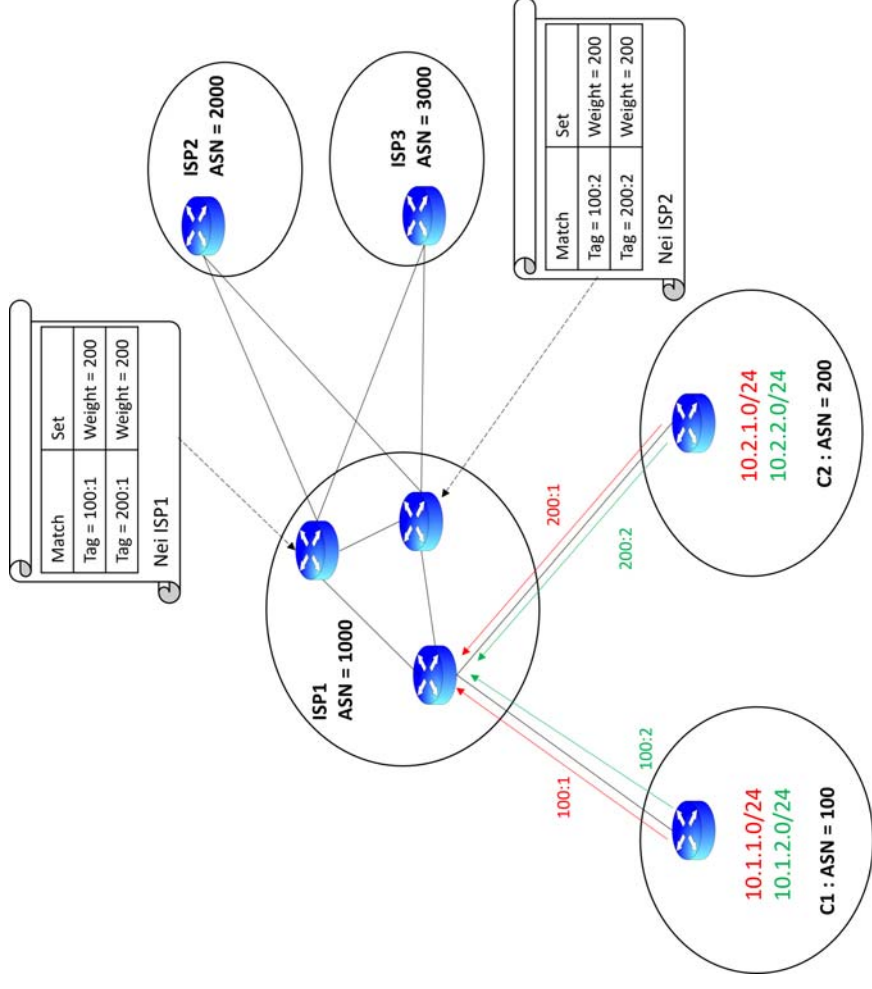 Match Set
Tag = 100:1 Weight = 200
Tag = 200:1 Weight = 200
Nei ISP1
ISP2
ASN = 2000
ISP3
ASN = 3000
Match Set
Tag = 100:2 Weight = 200
Tag = 200:2 Weight = 200
Nei ISP2
ISP1
ASN = 1000
100:1
100:2
200:1
200:2
10.1.1.0/24
10.1.2.0/24
C1 : ASN = 100
10.2.1.0/24
10.2.2.0/24
C2 : ASN = 200